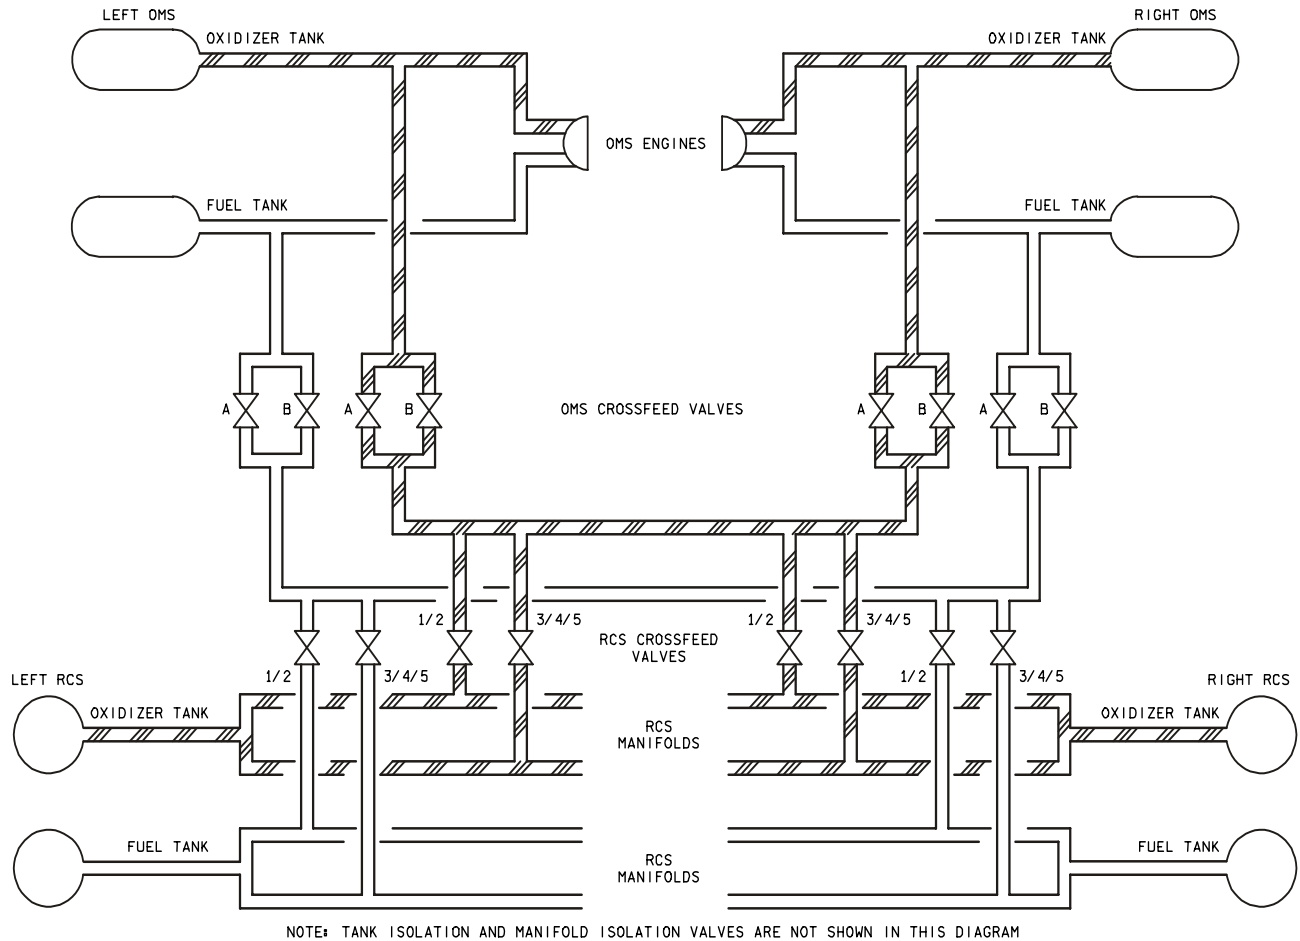 LEFT OMS
RIGHT OMS
OXIDIZER TANK
OXIDIZER TANK
OMS ENGINES
FUEL TANK
FUEL TANK
A
B
A
B
OMS CROSSFEED VALVES
A
B
A
B
1/2
3/4/5
1/2
3/4/5
RCS CROSSFEED
VALVES
1/2
3/4/5
1/2
3/4/5
LEFT RCS
RIGHT RCS
OXIDIZER TANK
OXIDIZER TANK
RCS
MANIFOLDS
FUEL TANK
FUEL TANK
RCS
MANIFOLDS
NOTE: TANK ISOLATION AND MANIFOLD ISOLATION VALVES ARE NOT SHOWN IN THIS DIAGRAM